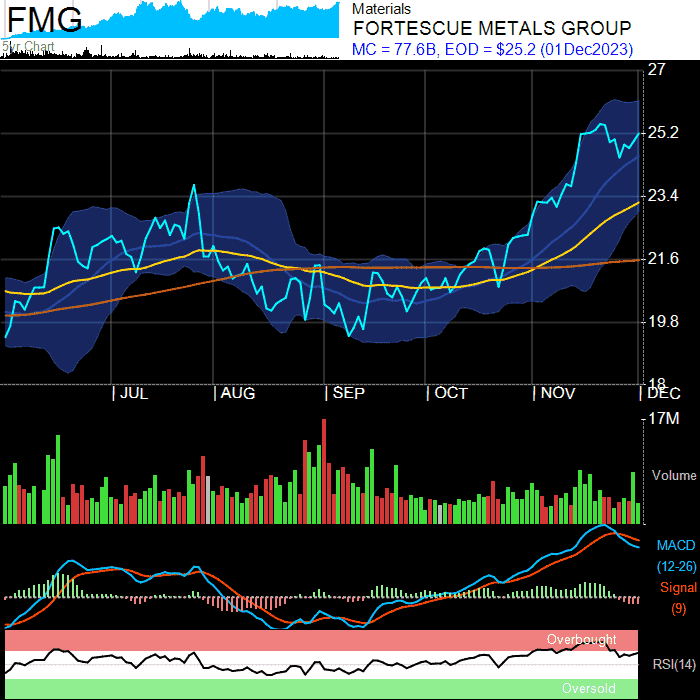 FMG
5yr Chart
Materials
FORTESCUE METALS GROUP
MC = 77.6B, EOD = $25.2 (01Dec2023)
27
25.2
23.4
21.6
19.8
18
JUL AUG SEP OCT NOV DEC
17M
Volume
MACD
(12-26)
Signal
(9)
Overbought
RSI(14)
Oversold